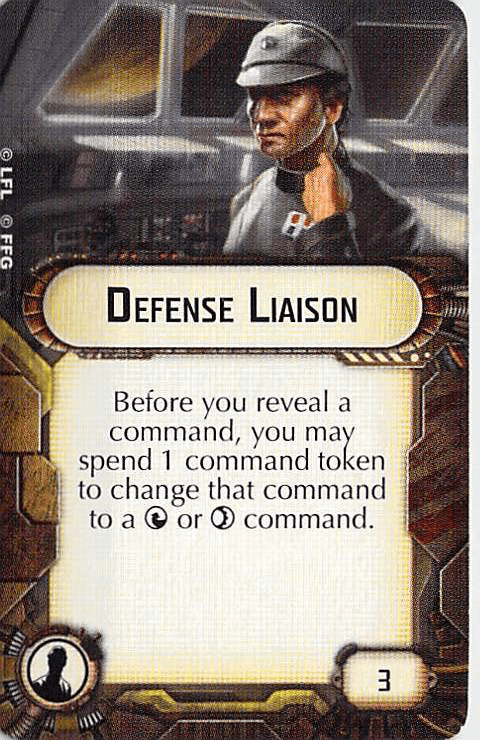 © LFL © FFG
DEFENSE LIAISON
Before you reveal a
command, you may
spend 1 command token
to change that command
to a or command.
3